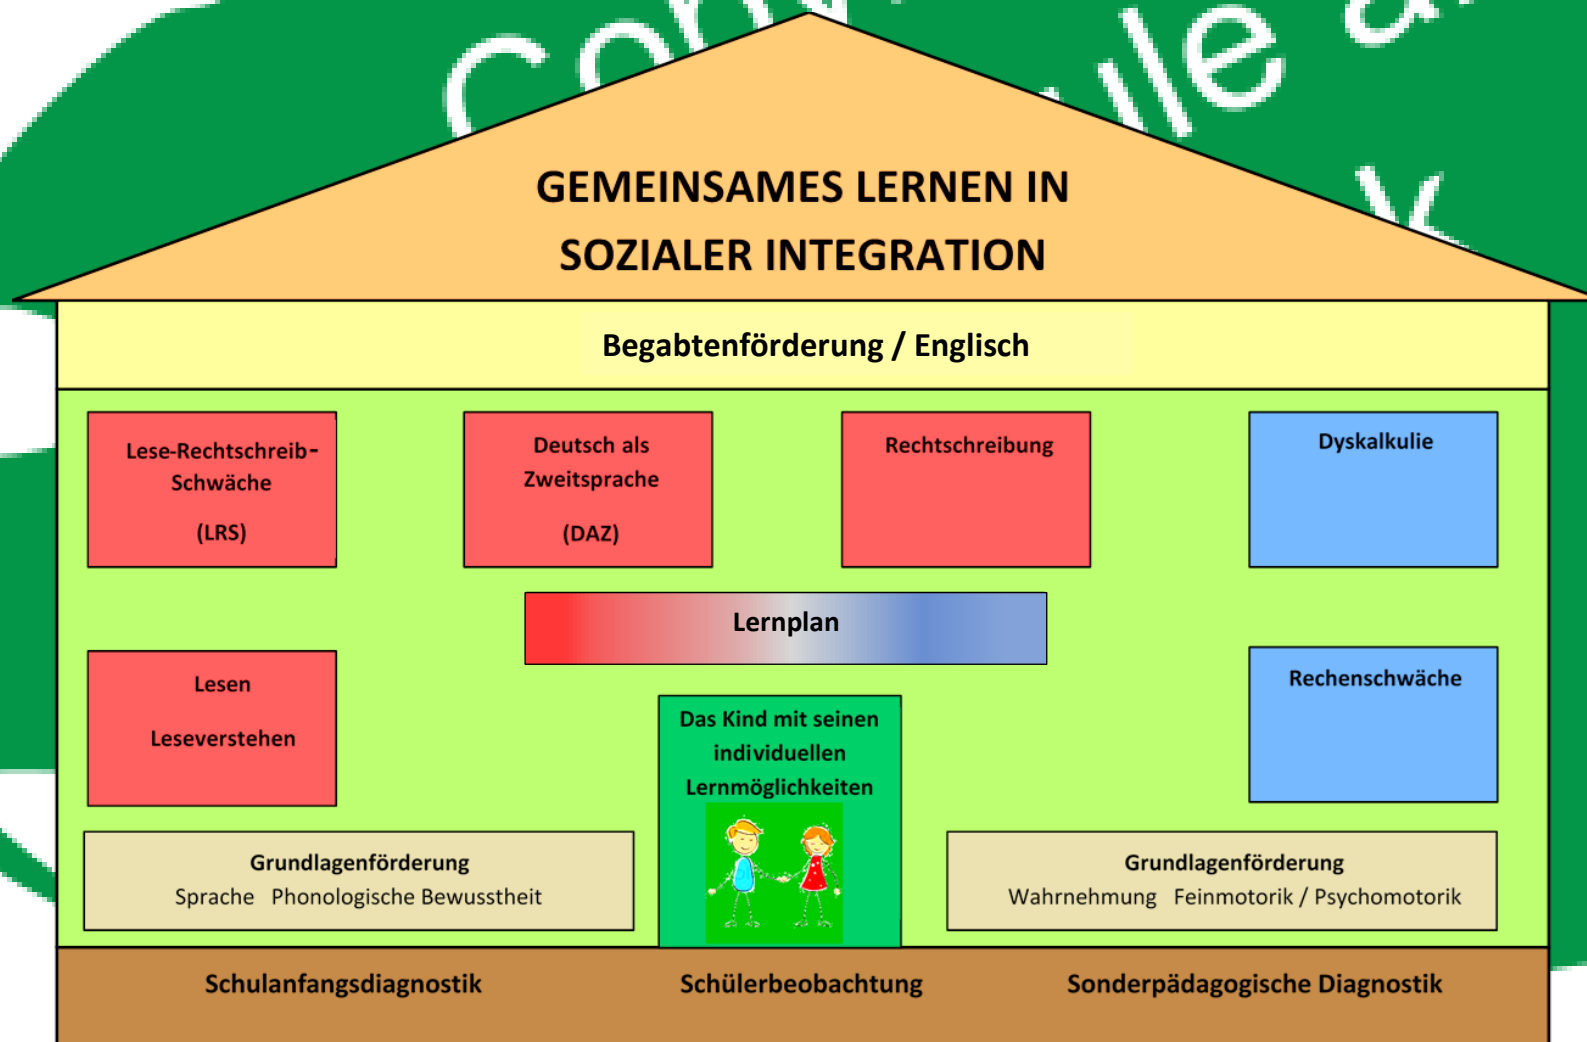 GEMEINSAMES LERNEN IN
SOZIALER INTEGRATION
Begabtenförderung / Englisch
Lese-Rechtschreib-
Schwäche
(LRS)
Deutsch als
Zweitsprache
(DAZ)
Rechtschreibung
Dyskalkulie
Lernplan
Lesen
Leseverstehen
Rechenschwäche
Das Kind mit seinen
individuellen
Lernmöglichkeiten
Grundlagenförderung
Sprache Phonologische Bewusstheit
Grundlagenförderung
Wahrnehmung Feinmotorik / Psychomotorik
Schulanfangsdiagnostik
Schülerbeobachtung
Sonderpädagogische Diagnostik